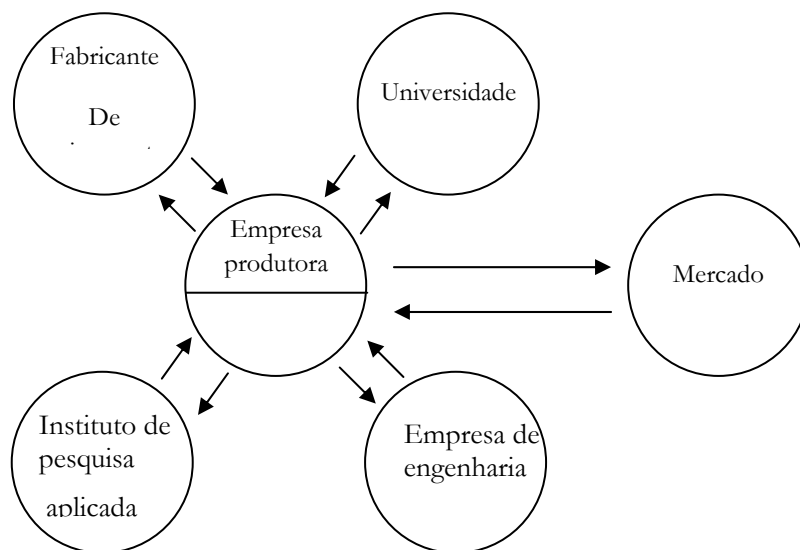 Fabricante
De
Universidade
Empresa
produtora
Mercado
Instituto de
pesquisa
aplicada
Empresa de
engenharia